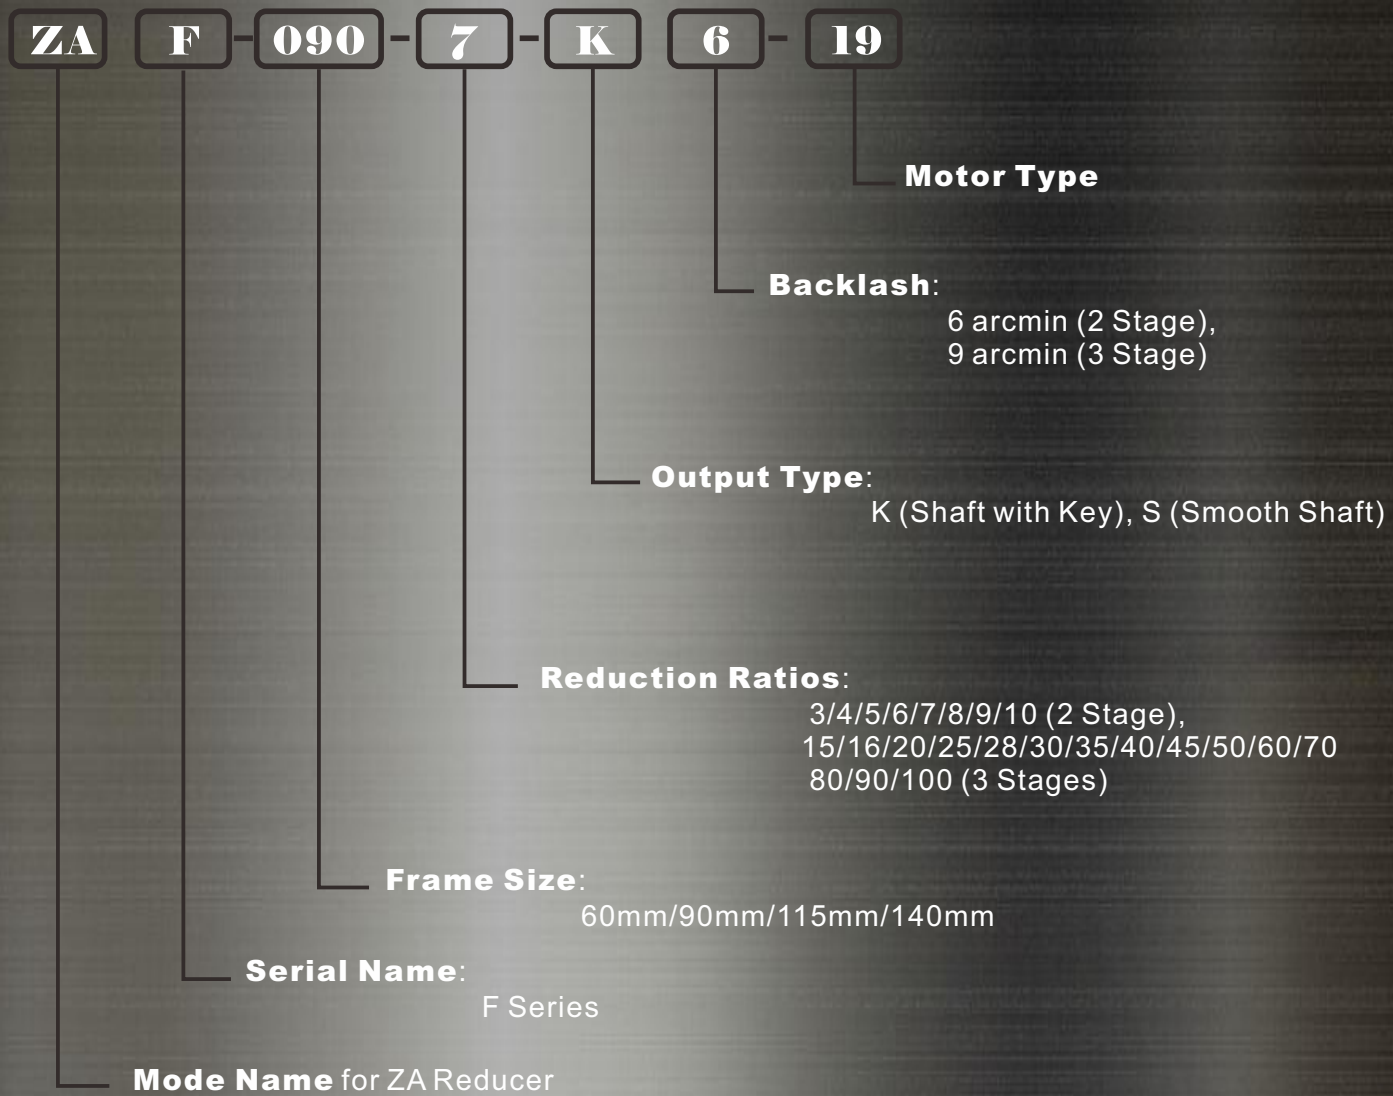 ZA F-090-7-K 6-19
Motor Type
Backlash:
6 arcmin (2 Stage),
9 arcmin (3 Stage)
Output Type:
K (Shaft with Key), S (Smooth Shaft)
Reduction Ratios:
3/4/5/6/7/8/9/10 (2 Stage),
15/16/20/25/28/30/35/40/45/50/60/70
80/90/100 (3 Stages)
Frame Size:
60mm/90mm/115mm/140mm
Serial Name:
F Series
Mode Name for ZA Reducer